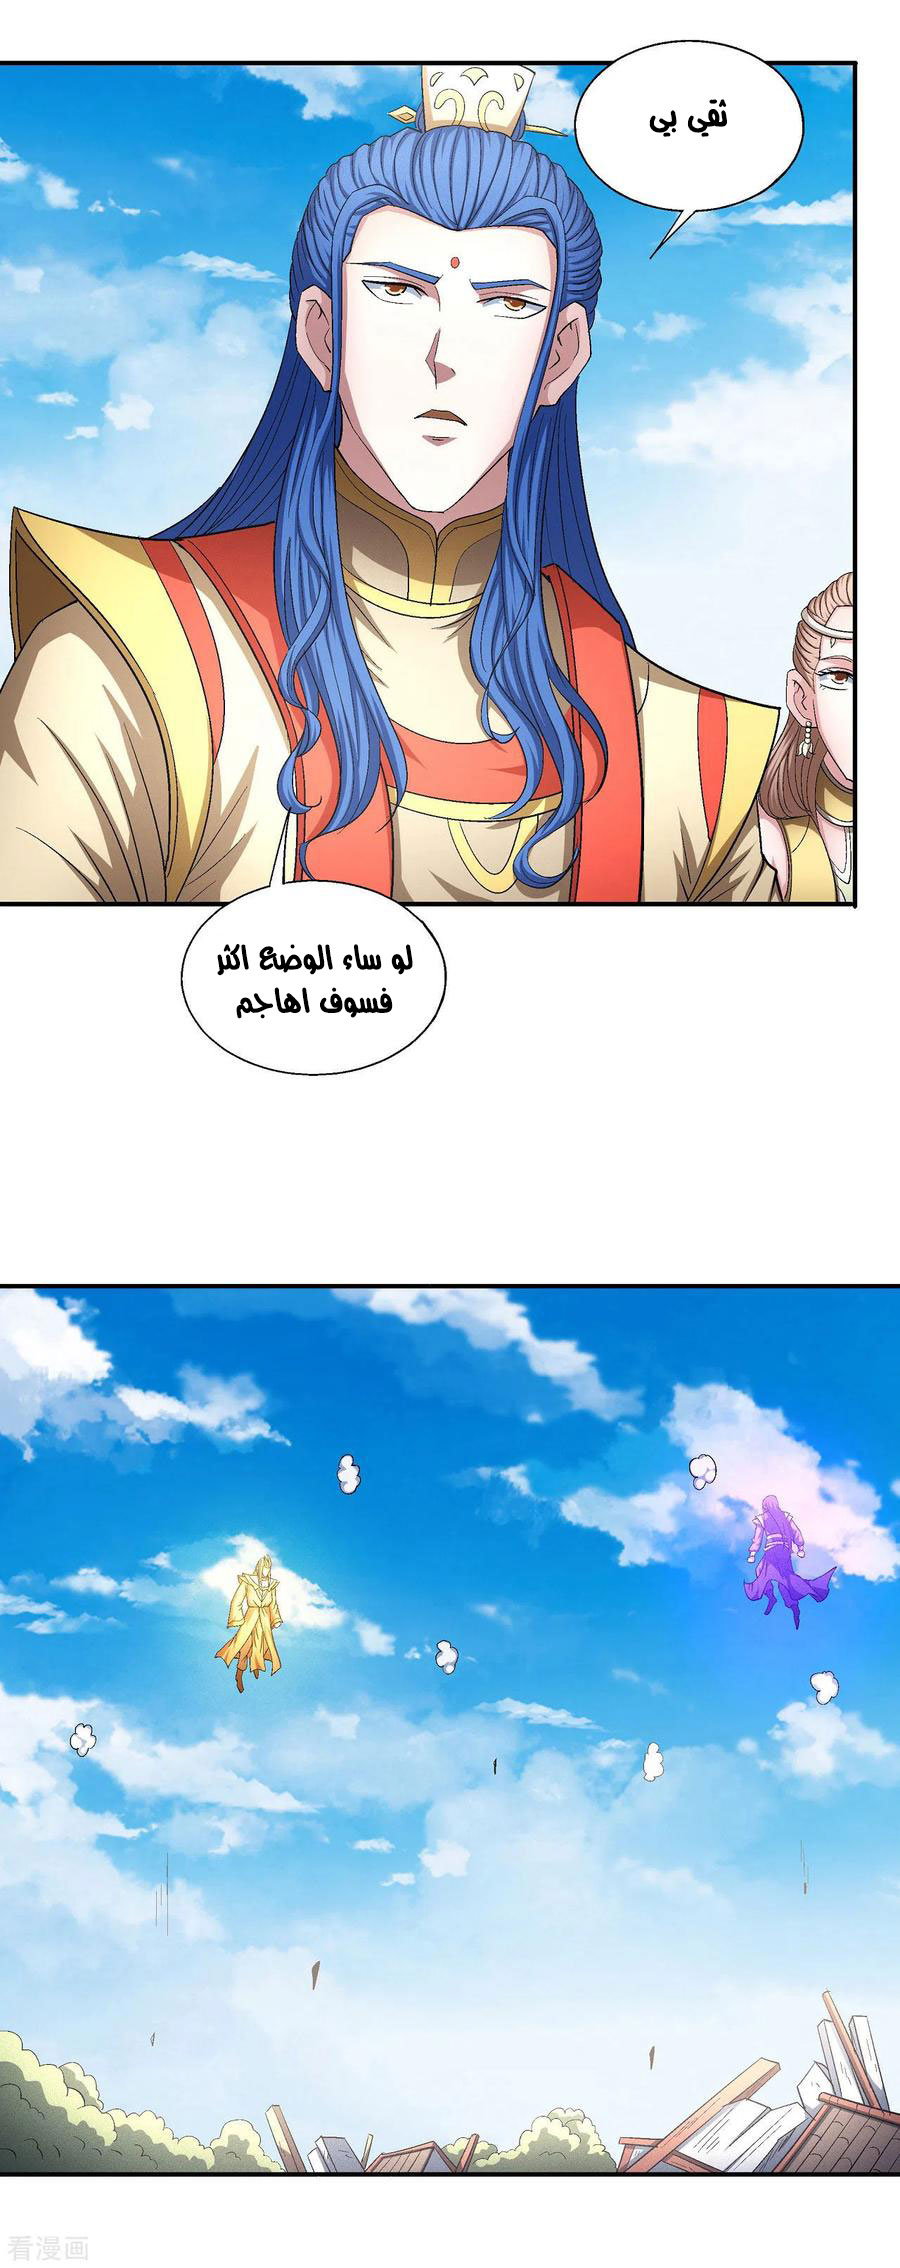 ثقي بي
لو ساء الوضع اكثر
فسوف اهاجم
看漫画